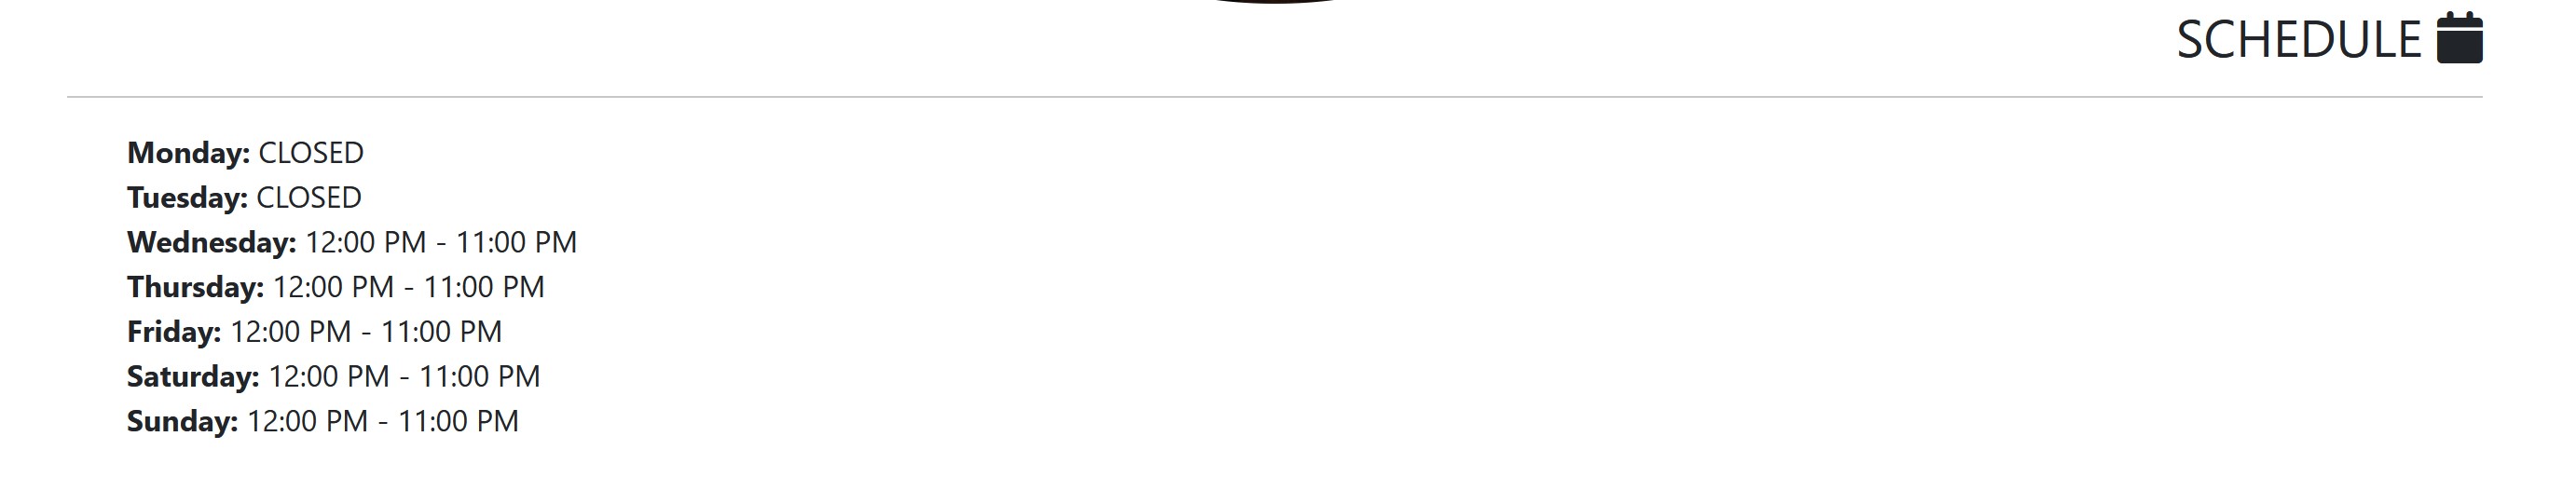 SCHEDULE
Monday: CLOSED
Tuesday: CLOSED
Wednesday: 12:00 PM - 11:00 PM
Thursday: 12:00 PM - 11:00 PM
Friday: 12:00 PM - 11:00 PM
Saturday: 12:00 PM - 11:00 PM
Sunday: 12:00 PM - 11:00 PM